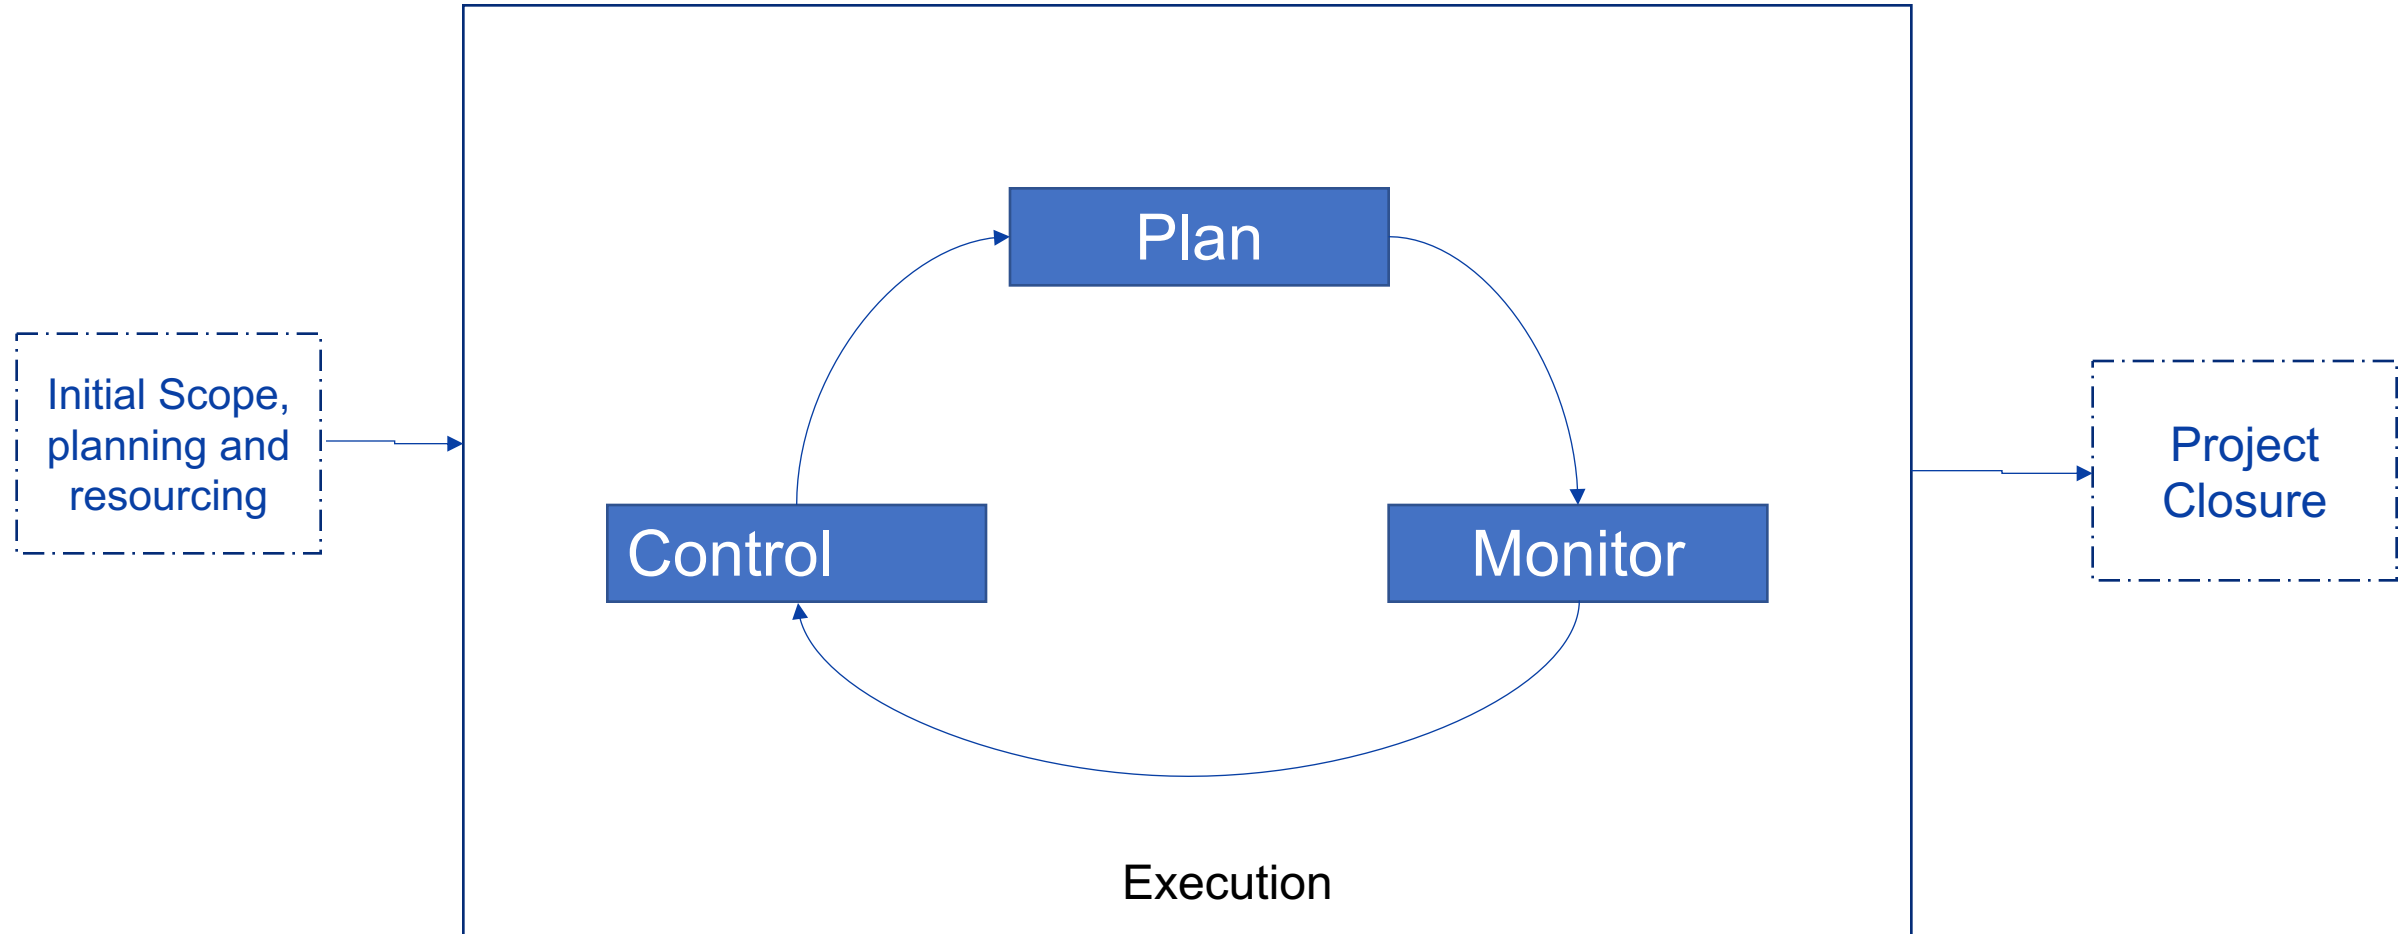 Plan
Initial Scope,
planning and
resourcing
Control
Monitor
Project
Closure
Execution